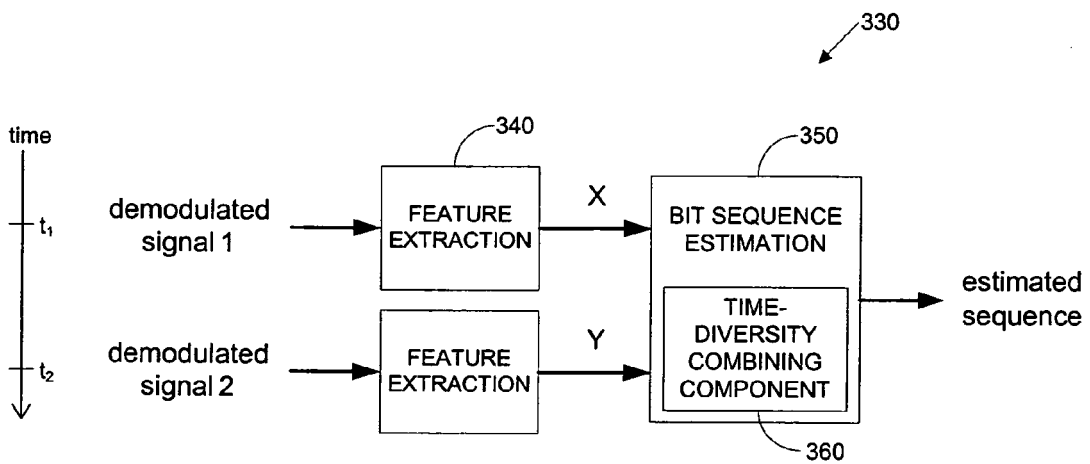 330
time
340
350
t1
demodulated
signal 1
FEATURE
EXTRACTION
X
BIT SEQUENCE
ESTIMATION
estimated
sequence
t2
demodulated
signal 2
FEATURE
EXTRACTION
Y
TIME-
DIVERSITY
COMBINING
COMPONENT
360